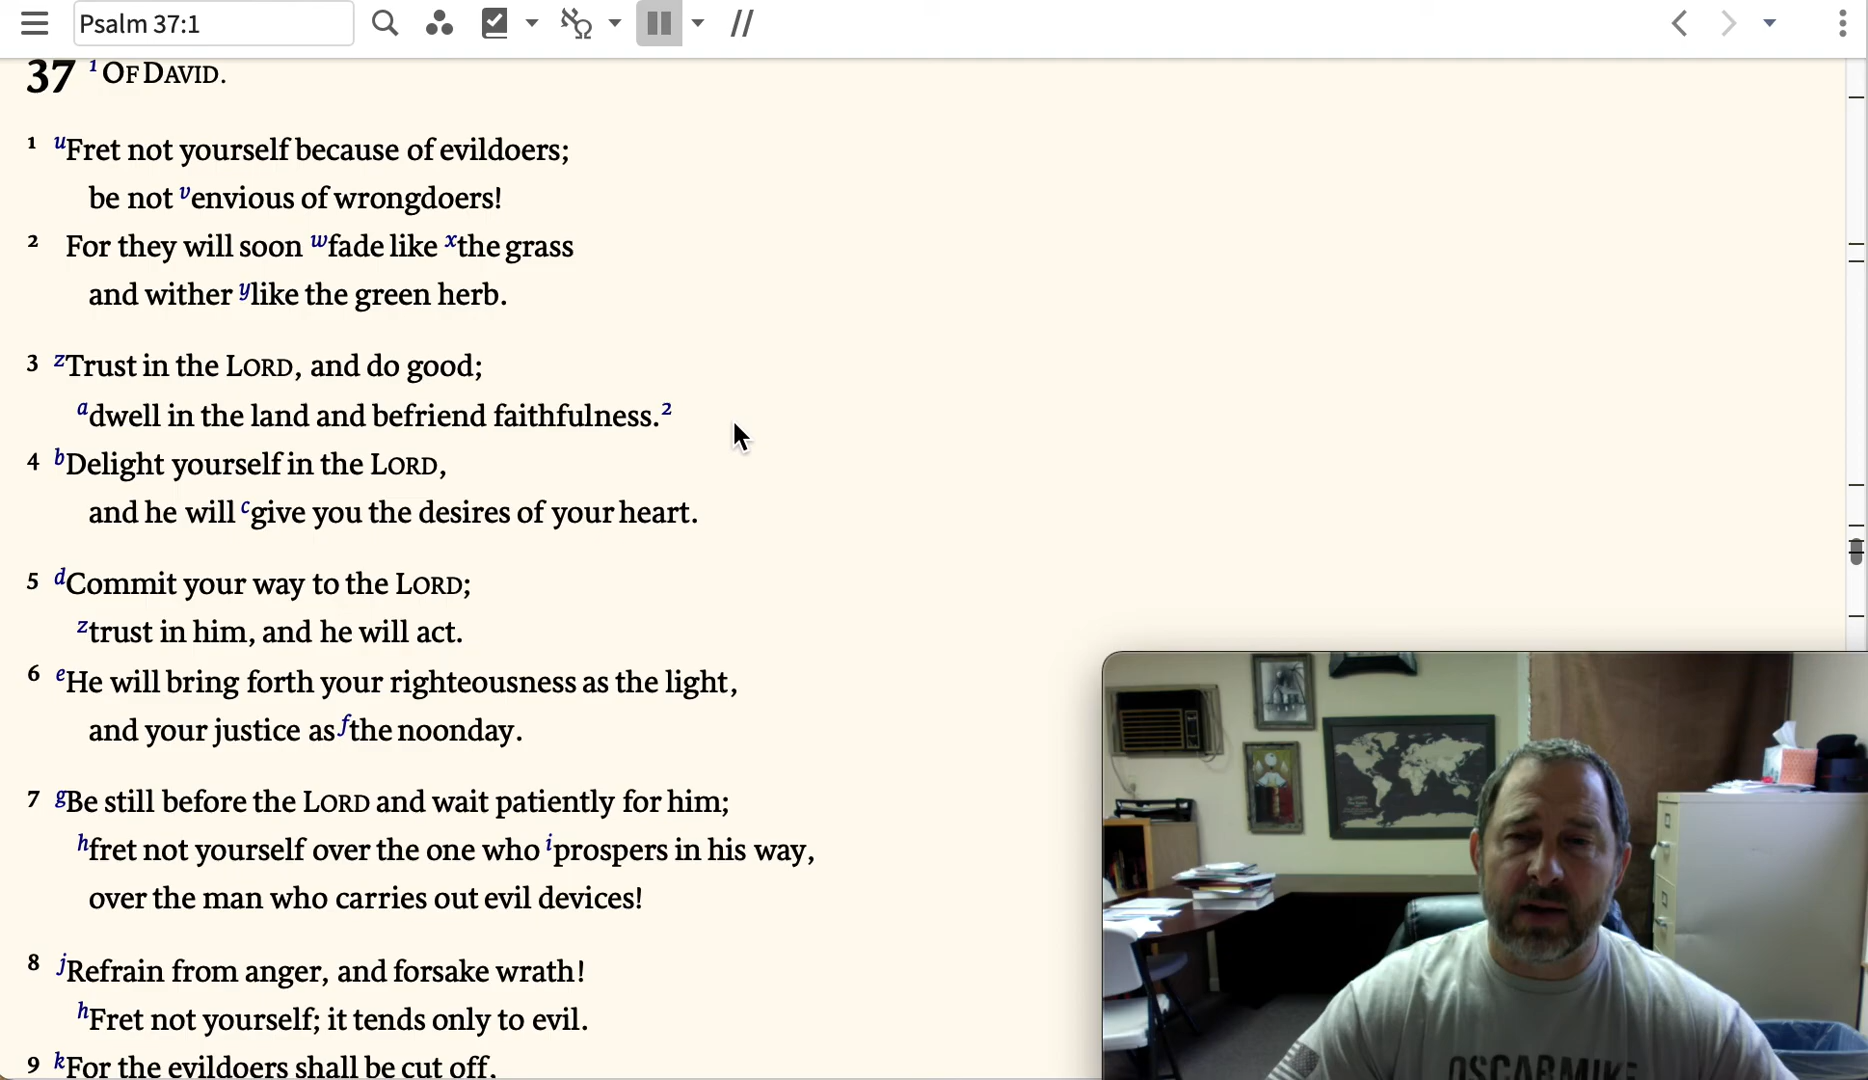 Psalm 37:1
37 1 OF DAVID.
1 uFret not yourself because of evildoers;
be not venvious of wrongdoers!
2 For they will soon wfade like xthe grass
and wither ylike the green herb.
3 zTrust in the LORD, and do good;
adwell in the land and befriend faithfulness.2
4 bDelight yourself in the LORD,
and he will cgive you the desires of your heart.
5 dCommit your way to the LORD;
ztrust in him, and he will act.
6 eHe will bring forth your righteousness as the light,
and your justice as fthe noonday.
7 gBe still before the LORD and wait patiently for him;
hfret not yourself over the one who iprospers in his way,
over the man who carries out evil devices!
8 jRefrain from anger, and forsake wrath!
hFret not yourself; it tends only to evil.
9 kFor the evildoers shall be cut off,
OSCARMIKE